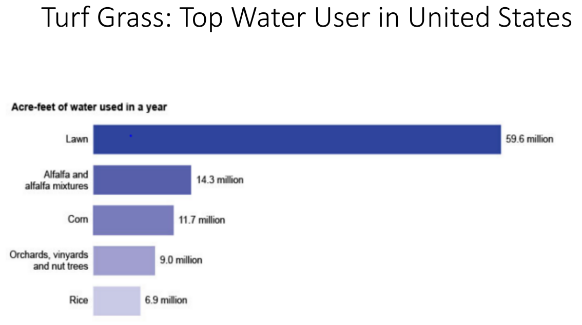 Turf Grass: Top Water User in United States
Acre-feet of water used in a year
Lawn
59.6 million
Alfalfa and
alfalfa mixtures
14.3 million
Corn
11.7 million
Orchards, vinyards
and nut trees
9.0 million
Rice
6.9 million